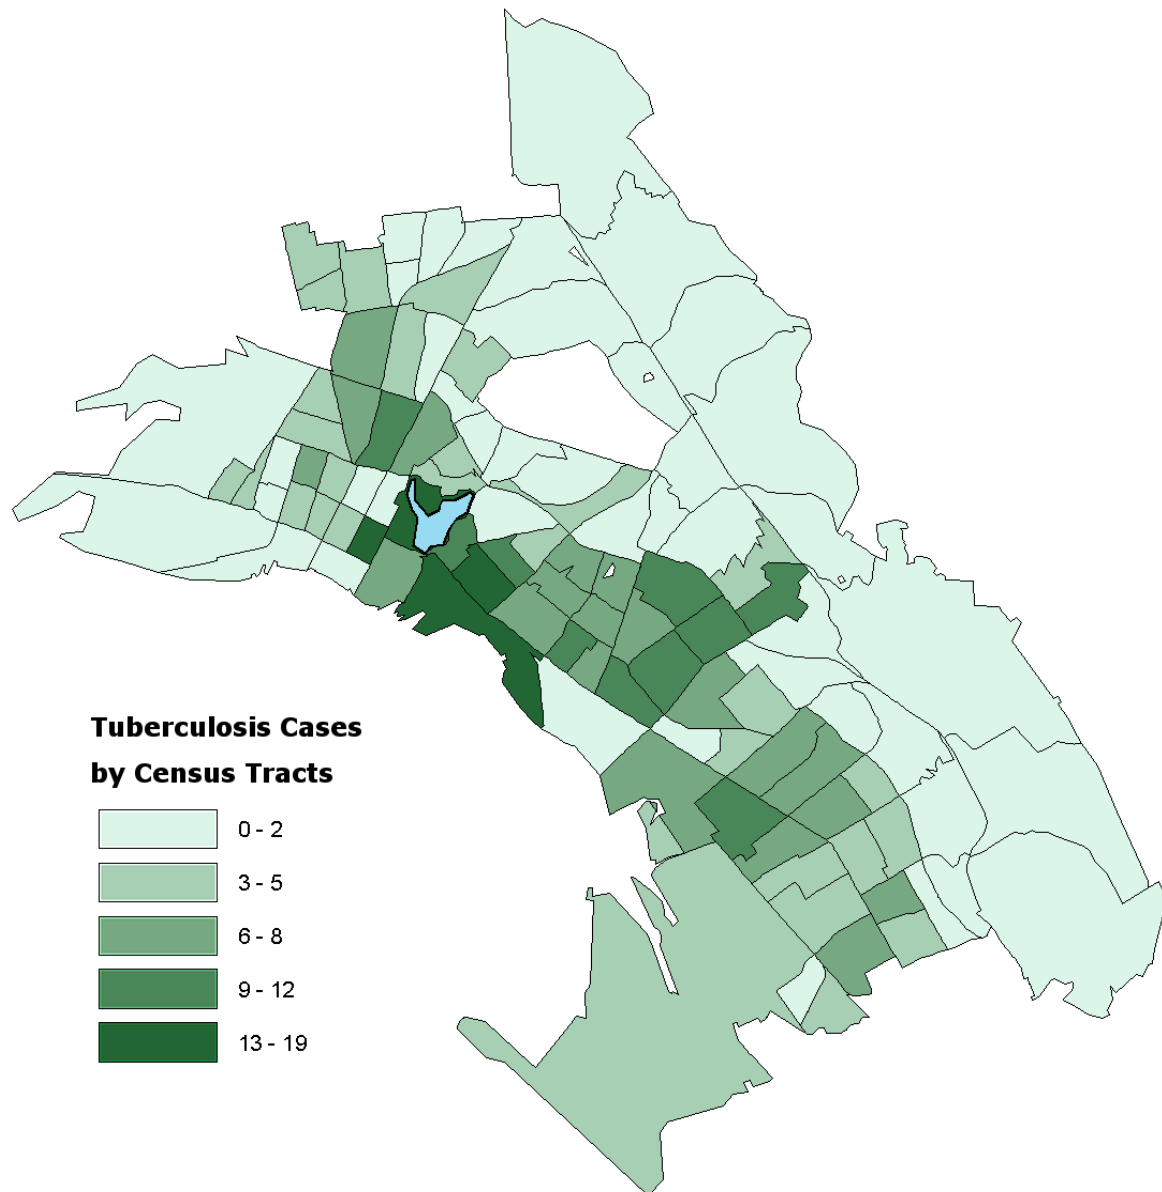 Tuberculosis Cases
by Census Tracts
0 - 2
3 - 5
6 - 8
9 - 12
13 - 19